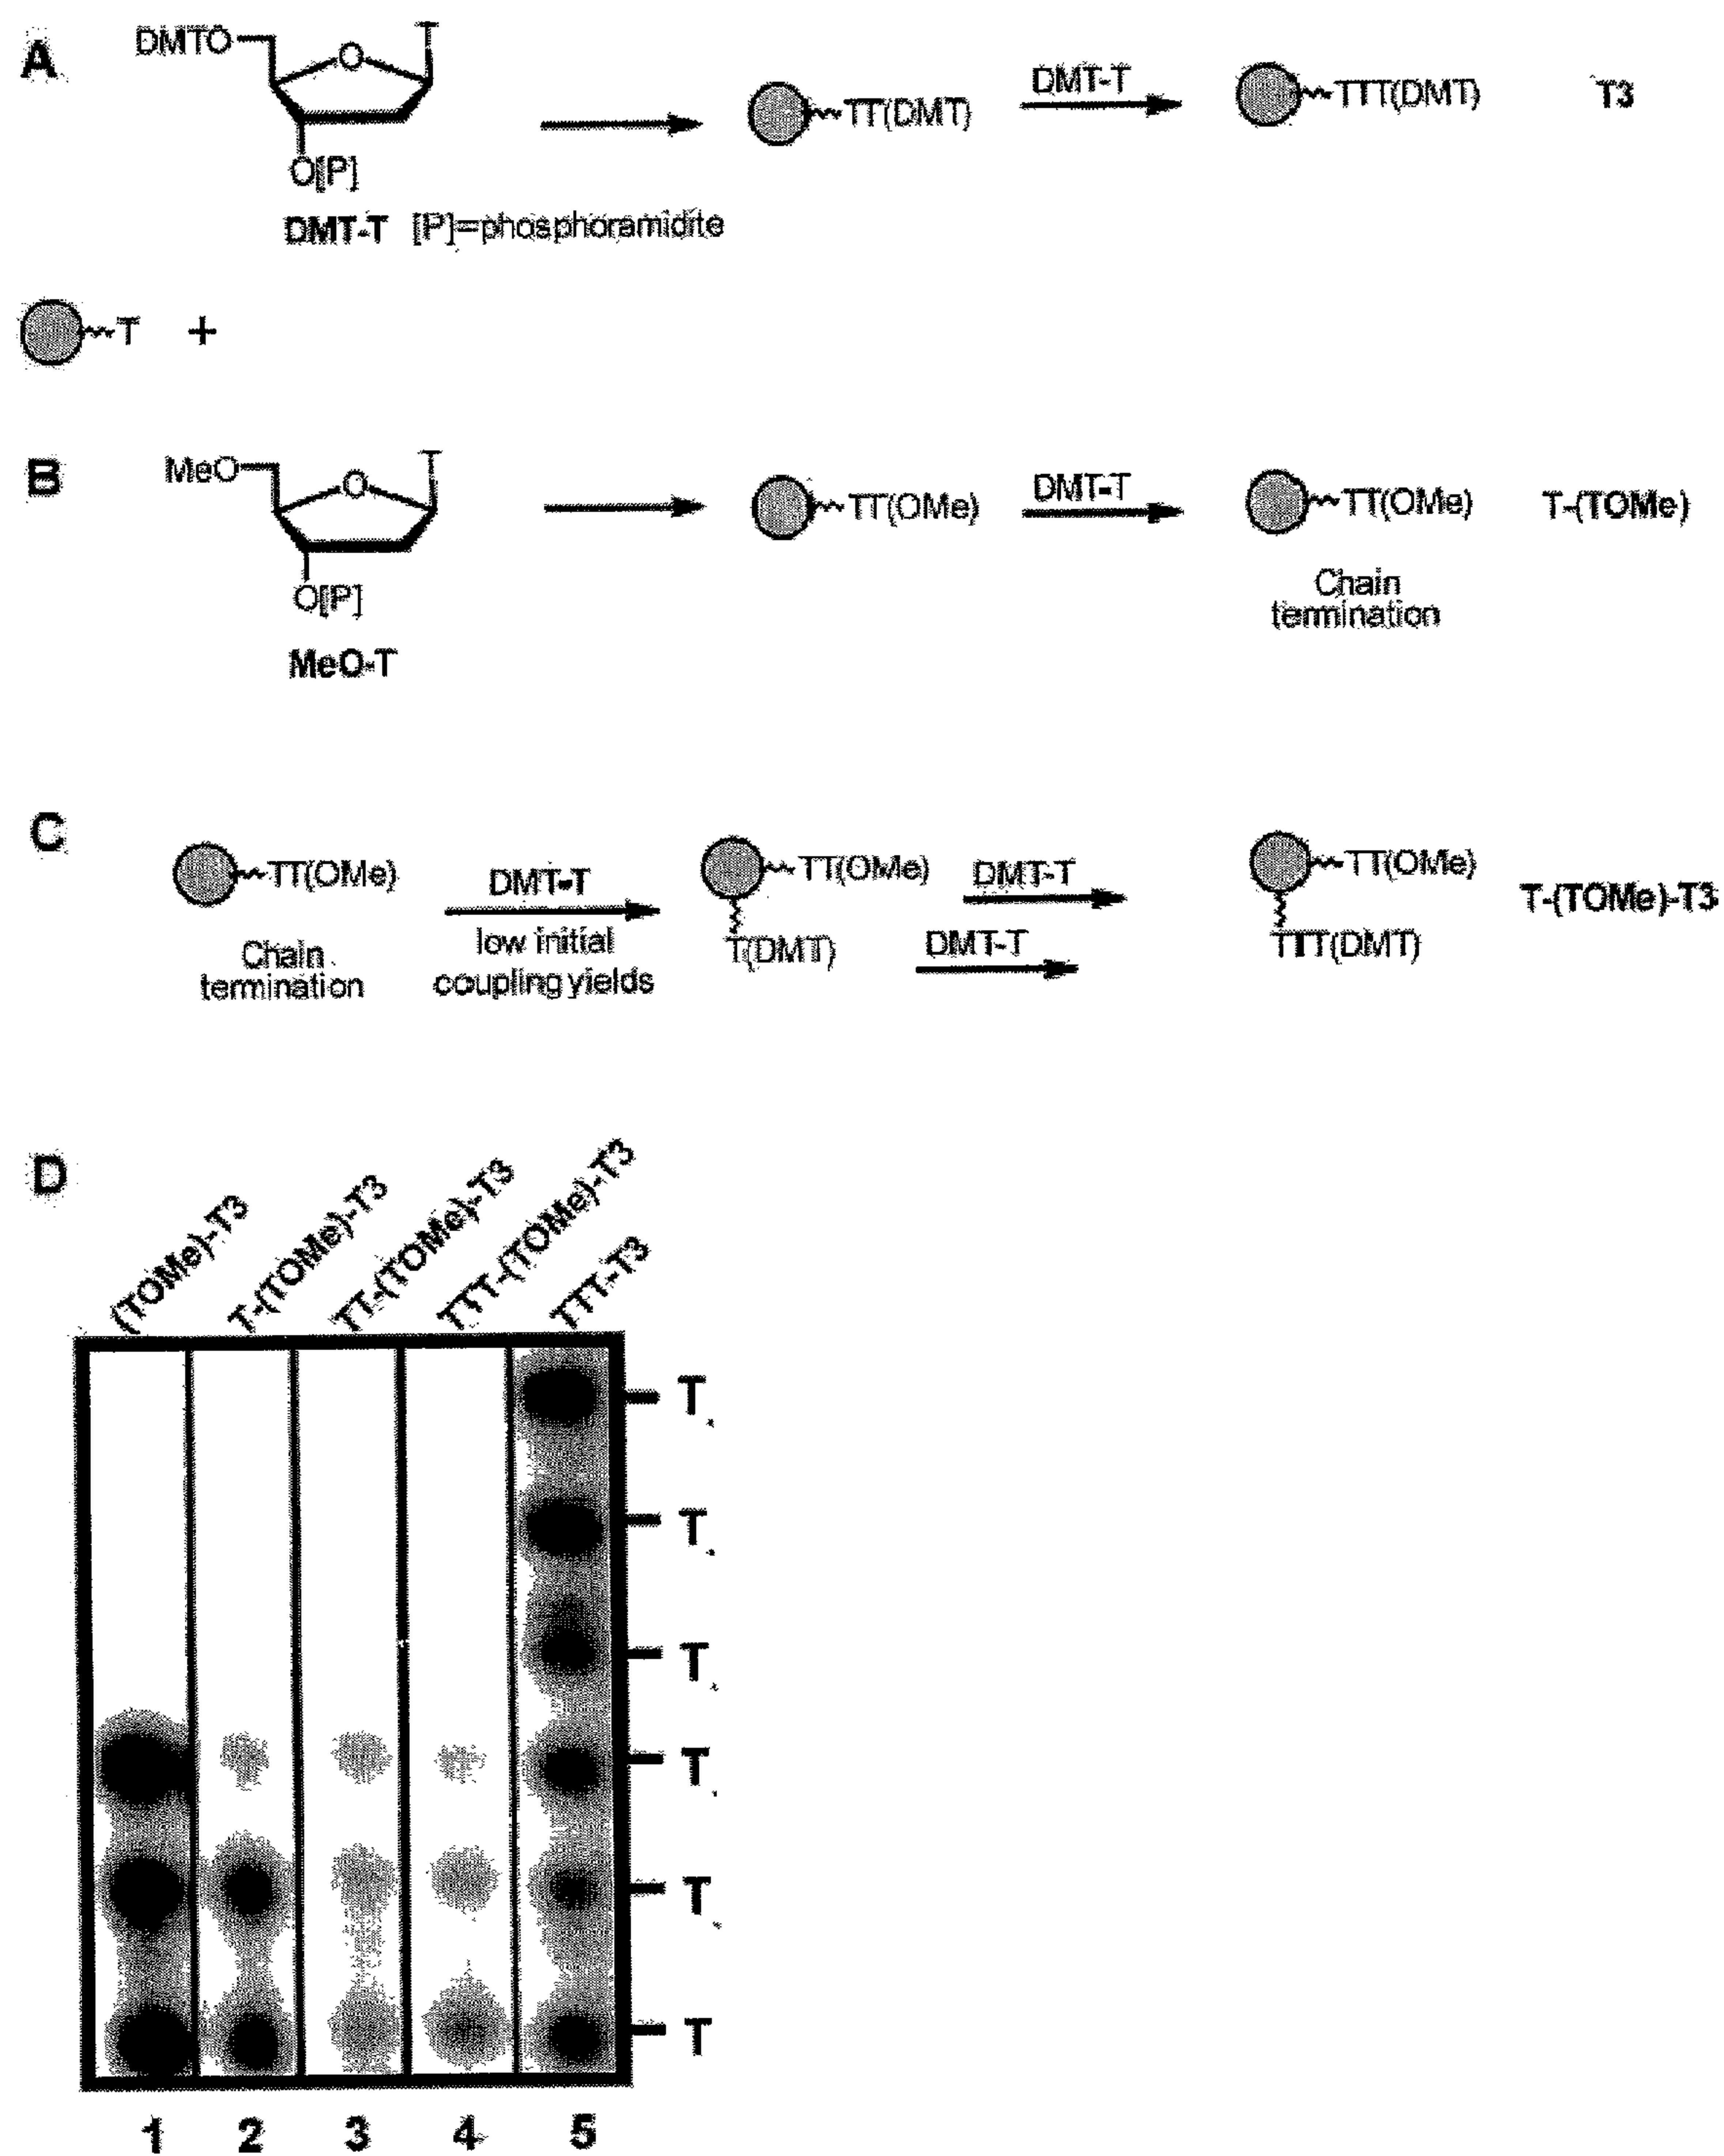 A
DMTO
O
T
O[P]
DMT-T [P]=phosphoramidite
TT(DMT)
DMT-T
TTT(DMT)
T3
T +
B
MeO
O
T
O[P]
MeO-T
TT(OMe)
DMT-T
TT(OMe)
T-(TOMe)
Chain
termination
C
TT(OMe)
Chain
termination
DMT-T
low initial
coupling yields
TT(OMe)
T(DMT)
DMT-T
DMT-T
TT(OMe)
TTT(DMT)
T-(TOMe)-T3
D
(TOMe)-T3
T-(TOMe)-T3
TT-(TOMe)-T3
TTT-(TOMe)-T3
TTT-T3
T
T
T
T
T
T
1 2 3 4 5